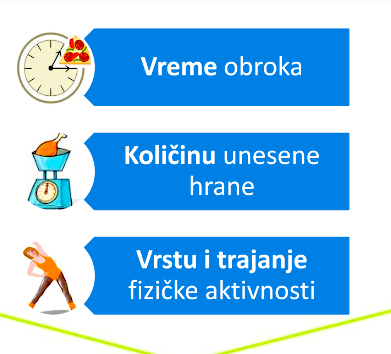 Vreme obroka
Količinu unesene
hrane
Vrstu i trajanje
fizičke aktivnosti